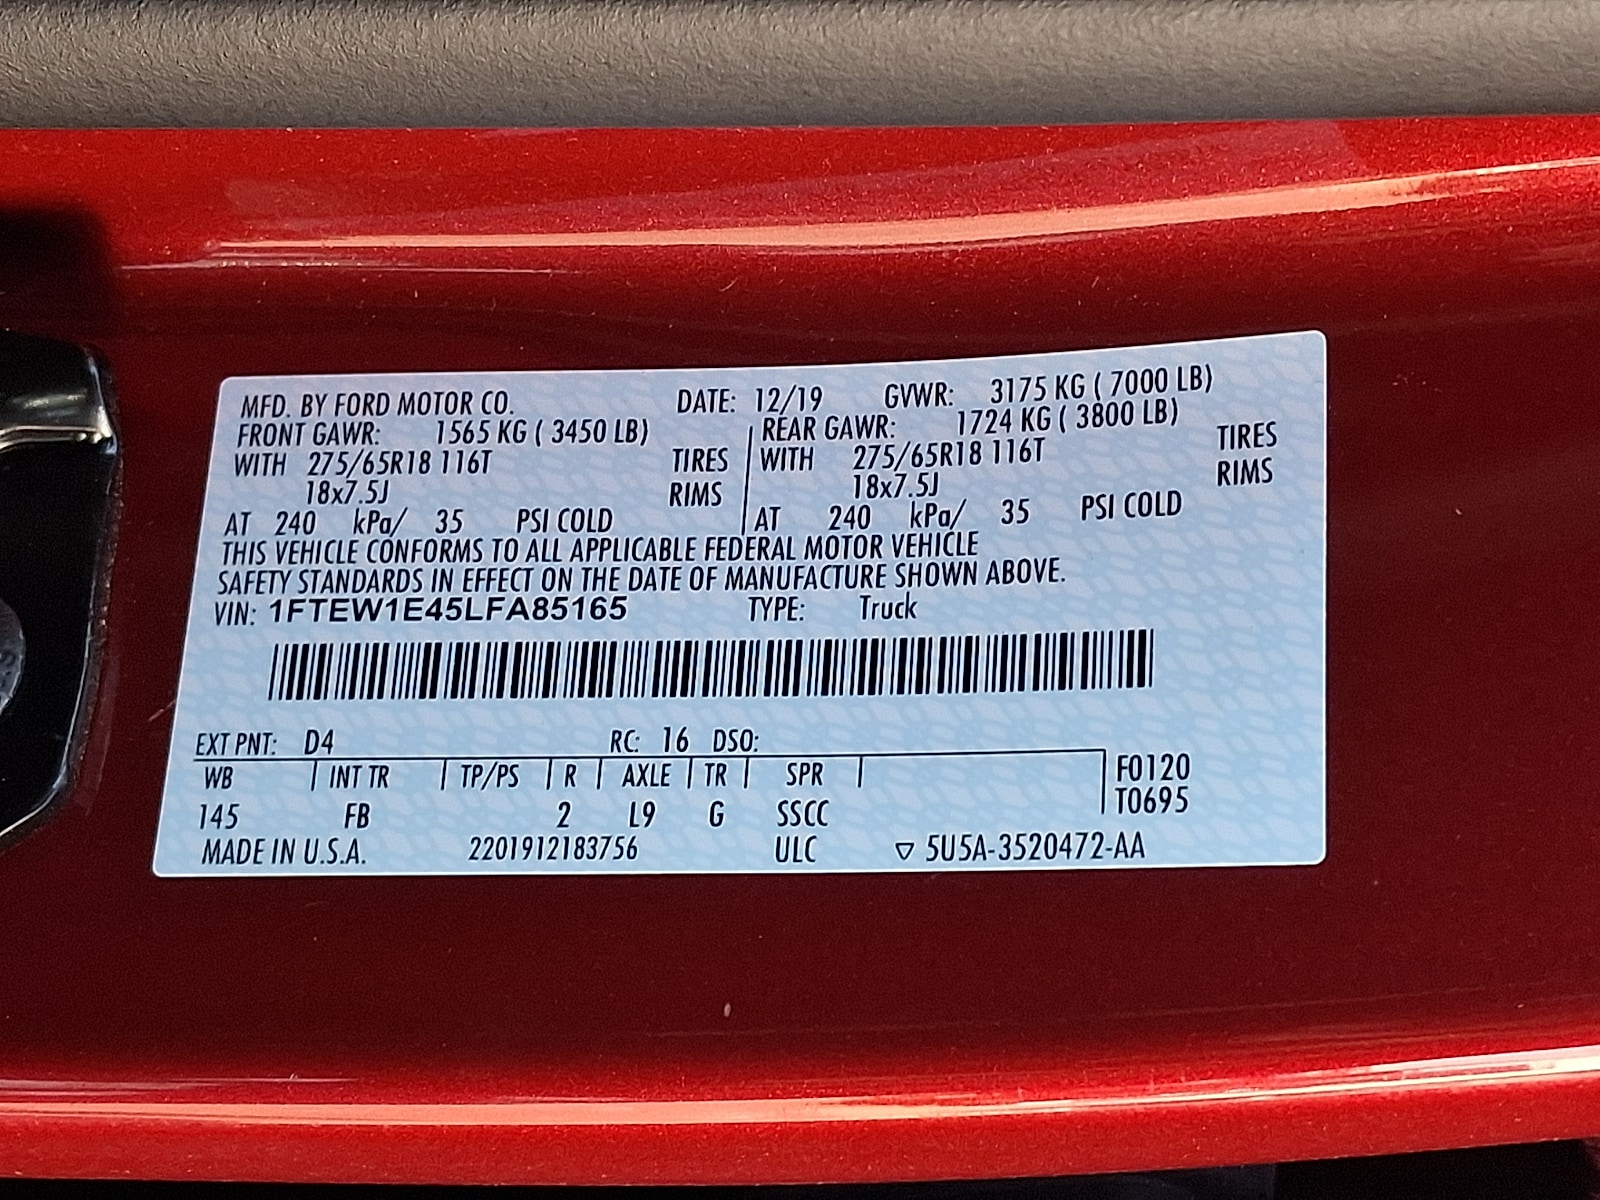 MFD. BY FORD MOTOR CO. DATE: 12/19 GVWR: 3175 KG ( 7000 LB)
FRONT GAWR: 1565 KG ( 3450 LB) REAR GAWR: 1724 KG ( 3800 LB)
WITH 275/65R18 116T TIRES WITH 275/65R18 116T TIRES
18x7.5J RIMS 18x7.5J RIMS
AT 240 kPa/ 35 PSI COLD AT 240 kPa/ 35 PSI COLD
THIS VEHICLE CONFORMS TO ALL APPLICABLE FEDERAL MOTOR VEHICLE
SAFETY STANDARDS IN EFFECT ON THE DATE OF MANUFACTURE SHOWN ABOVE.
VIN: 1FTEW1E45LFA85165 TYPE: Truck
EXT PNT: D4 RC: 16 DSO:
WB INT TR TP/PS R AXLE TR SPR F0120
145 FB 2 L9 G SSCC T0695
MADE IN U.S.A. 2201912183756 ULC ▽ 5U5A-3520472-AA